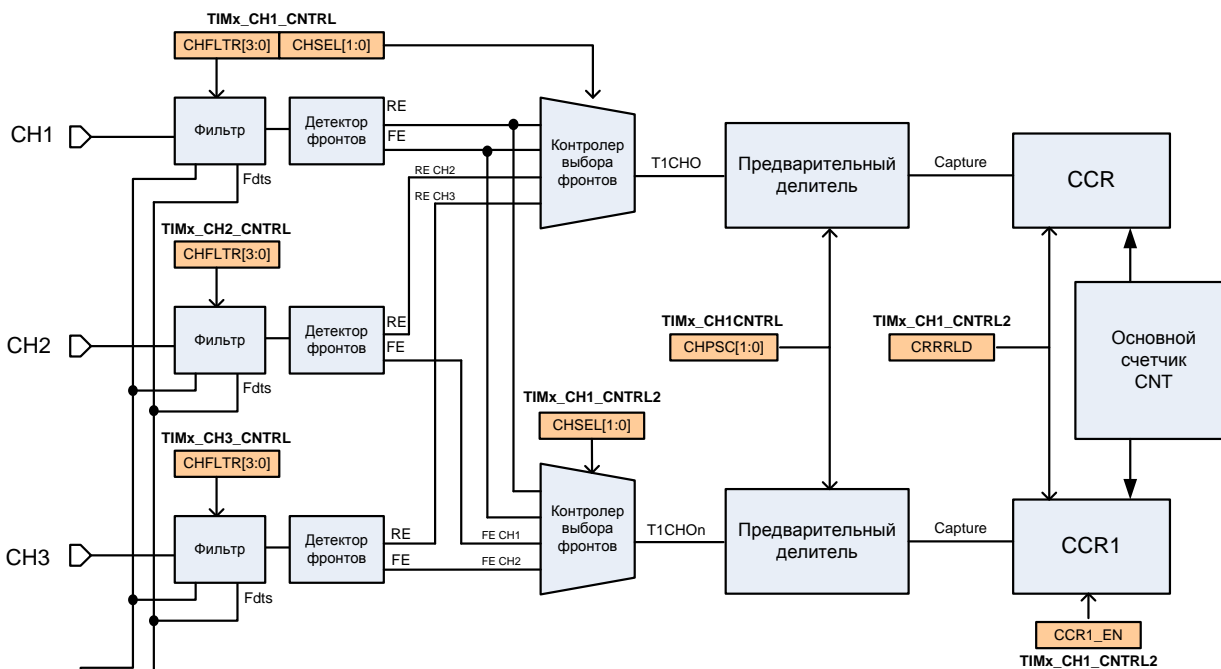 TIMx_CH1_CNTRL
CHFLTR[3:0]
CHSEL[1:0]
CH1
Фильтр
Детектор
фронтов
RE
FE
Fdts
RE CH2
RE CH3
Контролер
выбора
фронтов
T1CHO
Предварительный
делитель
Capture
CCR
TIMx_CH2_CNTRL
CHFLTR[3:0]
CH2
Фильтр
Детектор
фронтов
RE
FE
Fdts
TIMx_CH1CNTRL
CHPSC[1:0]
TIMx_CH1_CNTRL2
CRRRLD
Основной
счетчик
CNT
TIMx_CH1_CNTRL2
CHSEL[1:0]
TIMx_CH3_CNTRL
CHFLTR[3:0]
CH3
Фильтр
Детектор
фронтов
RE
FE
Fdts
FE CH1
FE CH2
Контролер
выбора
фронтов
T1CHOn
Предварительный
делитель
Capture
CCR1
CCR1_EN
TIMx_CH1_CNTRL2